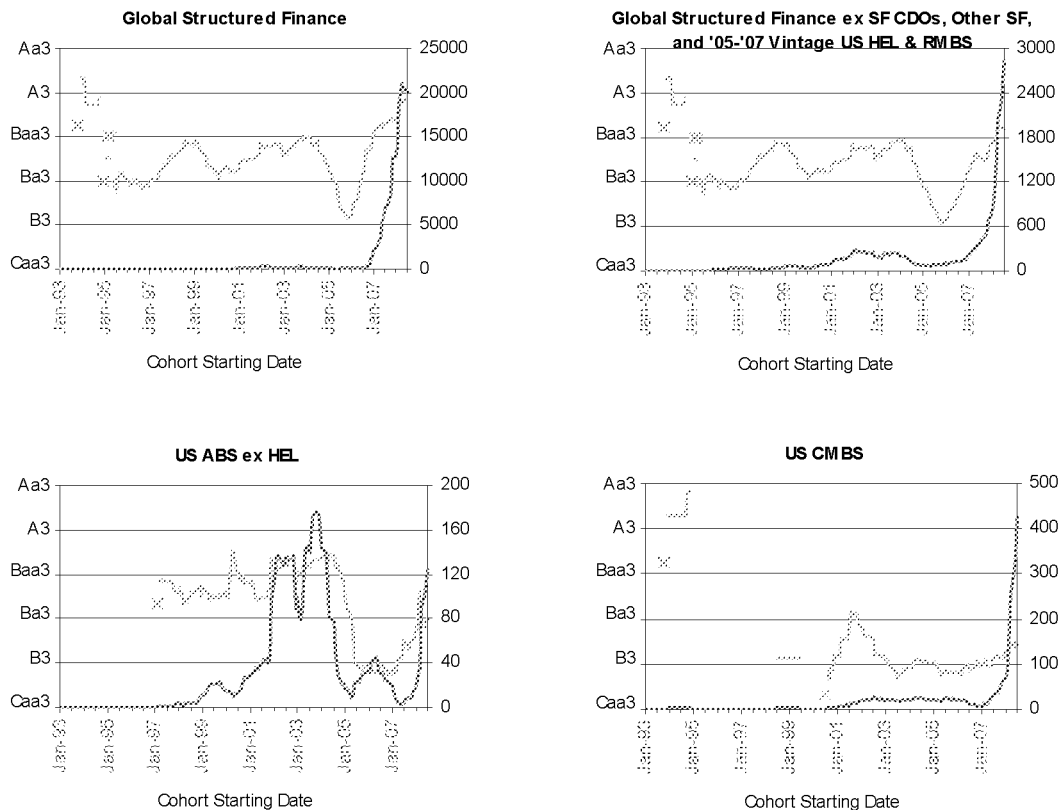 Global Structured Finance
Aa3
A3
Baa3
Ba3
B3
Caa3
25000
20000
15000
10000
5000
0
Jan-93
Jan-95
Jan-97
Jan-99
Jan-01
Jan-03
Jan-05
Jan-07
Cohort Starting Date
Global Structured Finance ex SF CDOs, Other SF,
and '05-'07 Vintage US HEL & RMBS
Aa3
A3
Baa3
Ba3
B3
Caa3
3000
2400
1800
1200
600
0
Jan-93
Jan-95
Jan-97
Jan-99
Jan-01
Jan-03
Jan-05
Jan-07
Cohort Starting Date
US ABS ex HEL
Aa3
A3
Baa3
Ba3
B3
Caa3
200
160
120
80
40
0
Jan-93
Jan-95
Jan-97
Jan-99
Jan-01
Jan-03
Jan-05
Jan-07
Cohort Starting Date
US CMBS
Aa3
A3
Baa3
Ba3
B3
Caa3
500
400
300
200
100
0
Jan-93
Jan-95
Jan-97
Jan-99
Jan-01
Jan-03
Jan-05
Jan-07
Cohort Starting Date